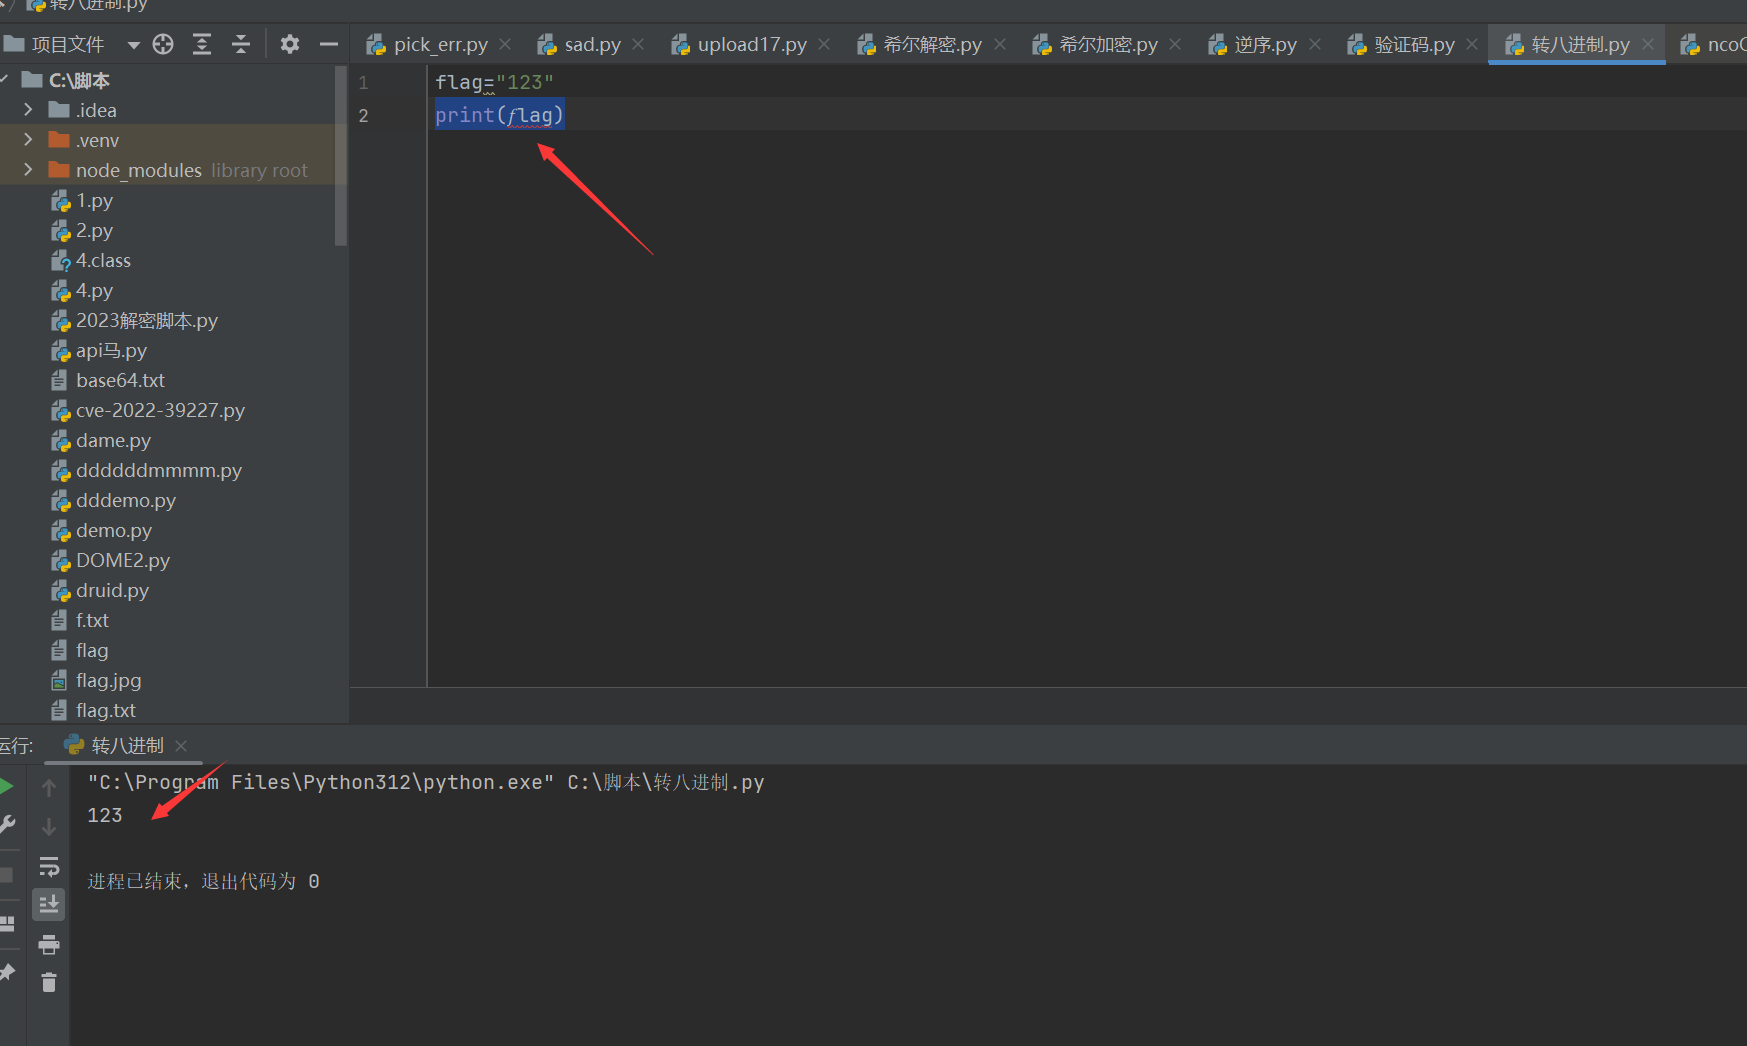 转八进制.py
项目文件
pick_err.py
sad.py
upload17.py
希尔解密.py
希尔加密.py
逆序.py
验证码.py
转八进制.py
C:\脚本
.idea
.venv
node_modules library root
1.py
2.py
4.class
4.py
2023解密脚本.py
api马.py
base64.txt
cve-2022-39227.py
dame.py
ddddddmmmm.py
dddemo.py
demo.py
DOME2.py
druid.py
f.txt
flag
flag.jpg
flag.txt
1 flag="123"
2 print(𝑓lag)
运行:
转八进制
"C:\Program Files\Python312\python.exe" C:\脚本\转八进制.py
123
进程已结束，退出代码为 0